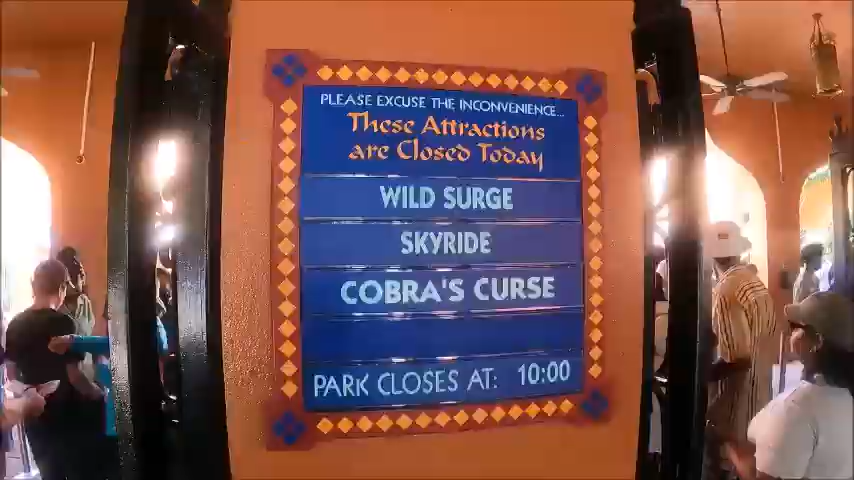 PLEASE EXCUSE THE INCONVENIENCE...
These Attractions
are Closed Today
WILD SURGE
SKYRIDE
COBRA'S CURSE
PARK CLOSES AT: 10:00